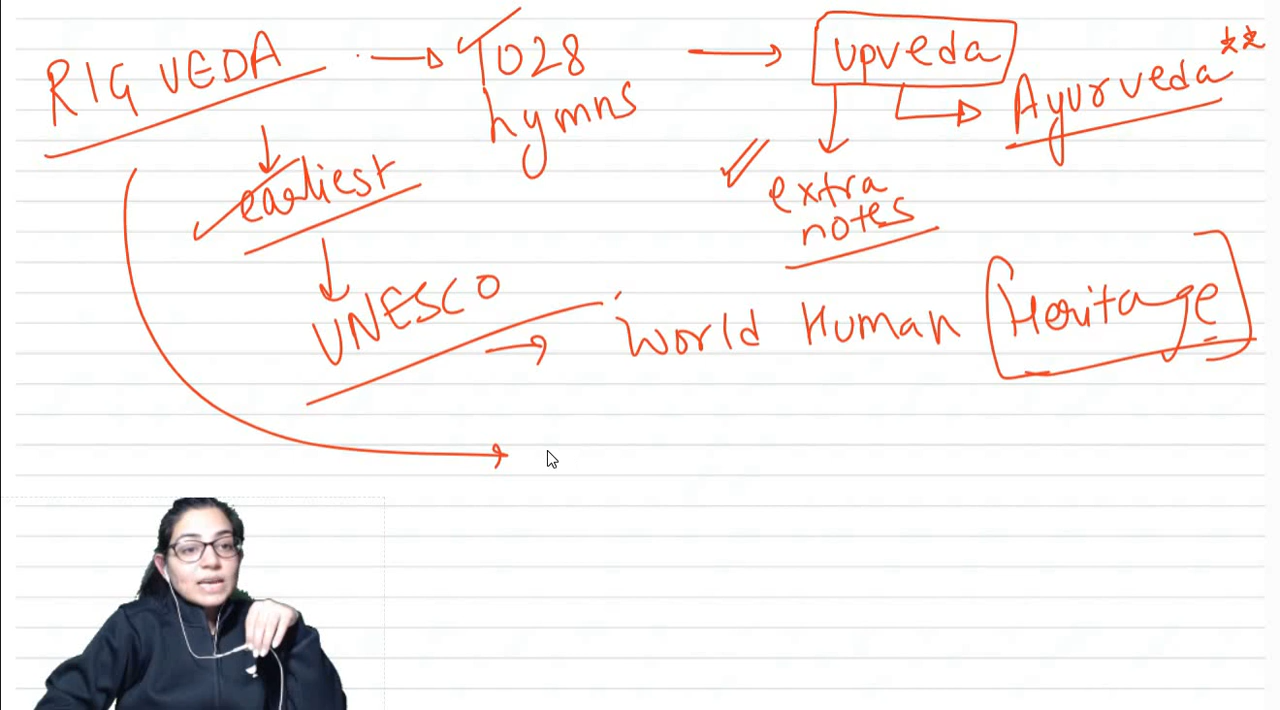 RIG VEDA → 1028 hymns → upveda
Ayurveda**
earliest
extra notes
UNESCO → World Human [Heritage]